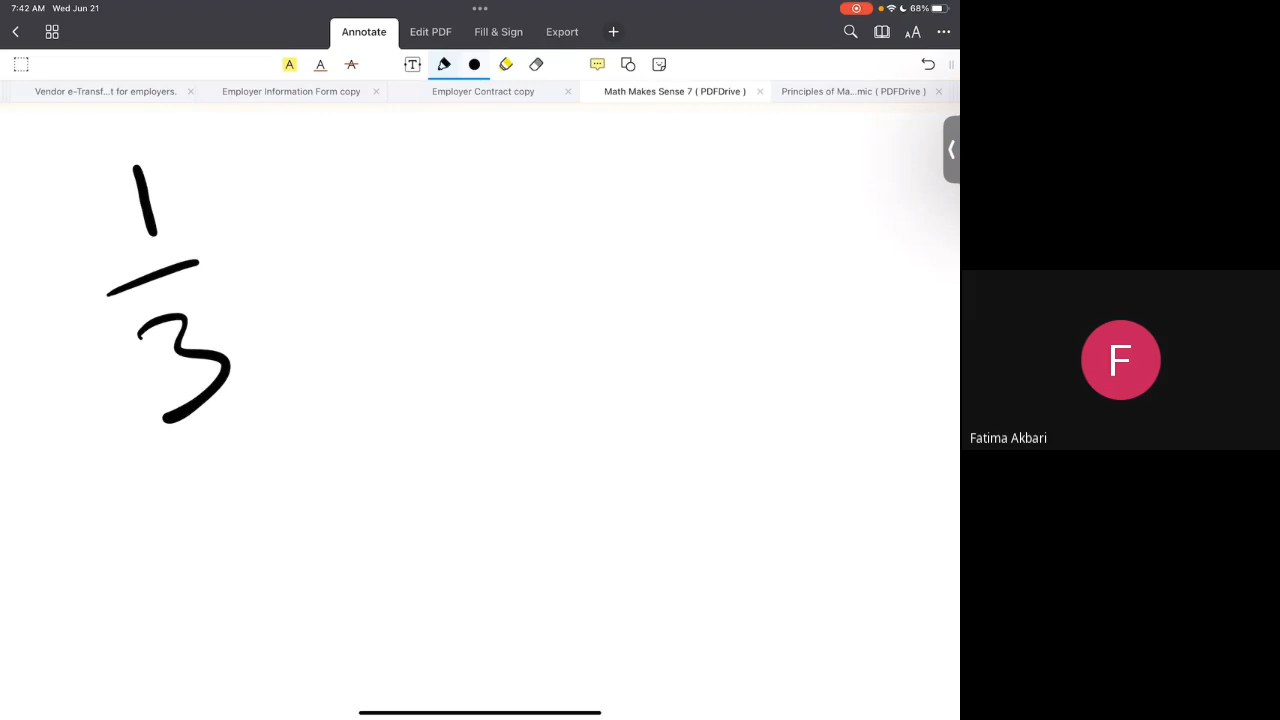 7:42 AM Wed Jun 21
68%
Annotate Edit PDF Fill & Sign Export
AA
A A A T
Vendor e-Transf...t for employers. Employer Information Form copy Employer Contract copy Math Makes Sense 7 ( PDFDrive ) Principles of Ma...mic ( PDFDrive )
1
3
F
Fatima Akbari